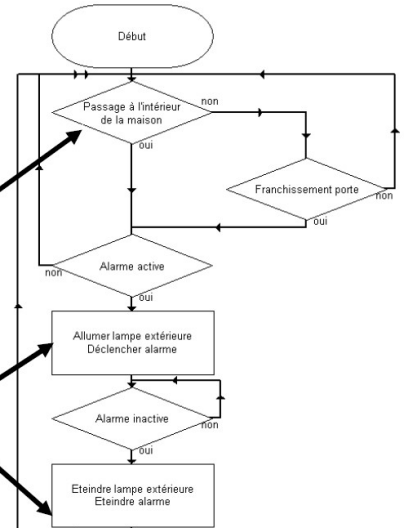 Début
Passage à l'intérieur
de la maison
non
oui
Franchissement porte
non
oui
Alarme active
non
oui
Allumer lampe extérieure
Déclencher alarme
Alarme inactive
non
oui
Eteindre lampe extérieure
Eteindre alarme